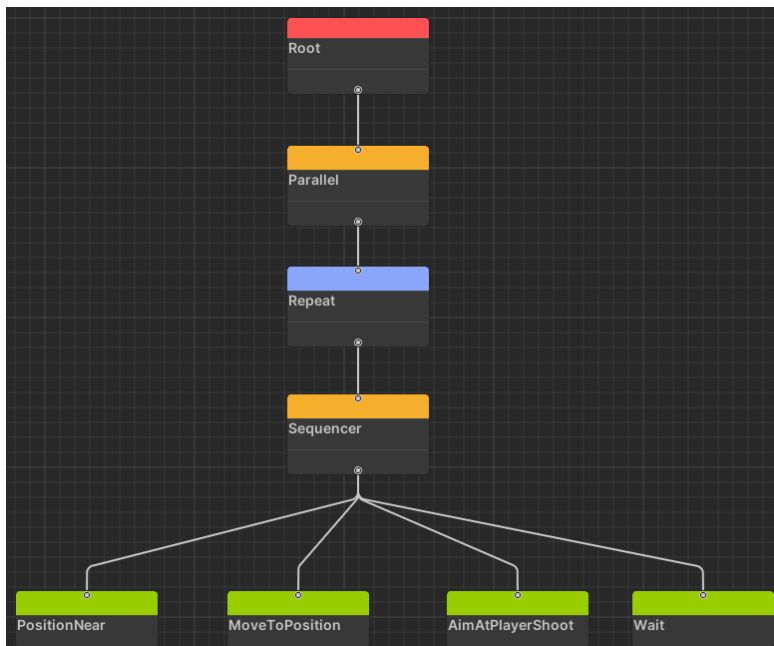 Root
Parallel
Repeat
Sequencer
PositionNear
MoveToPosition
AimAtPlayerShoot
Wait